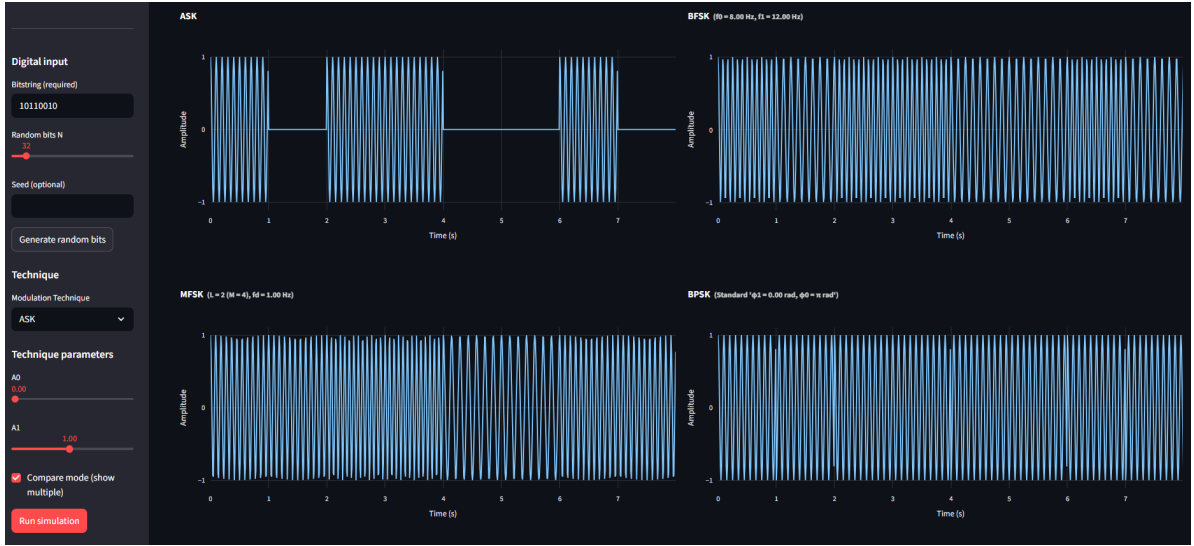 Digital input
Bitstring (required)
10110010
Random bits N
32
Seed (optional)
Generate random bits
Technique
Modulation Technique
ASK
Technique parameters
A0
0.00
A1
1.00
Compare mode (show
multiple)
Run simulation
ASK
Amplitude
1
0
−1
0 1 2 3 4 5 6 7
Time (s)
BFSK (f0 = 8.00 Hz, f1 = 12.00 Hz)
Amplitude
1
0
−1
0 1 2 3 4 5 6 7
Time (s)
MFSK (L = 2 (M = 4), fd = 1.00 Hz)
Amplitude
1
0
−1
0 1 2 3 4 5 6 7
Time (s)
BPSK (Standard 'ϕ1 = 0.00 rad, ϕ0 = π rad')
Amplitude
1
0
−1
0 1 2 3 4 5 6 7
Time (s)